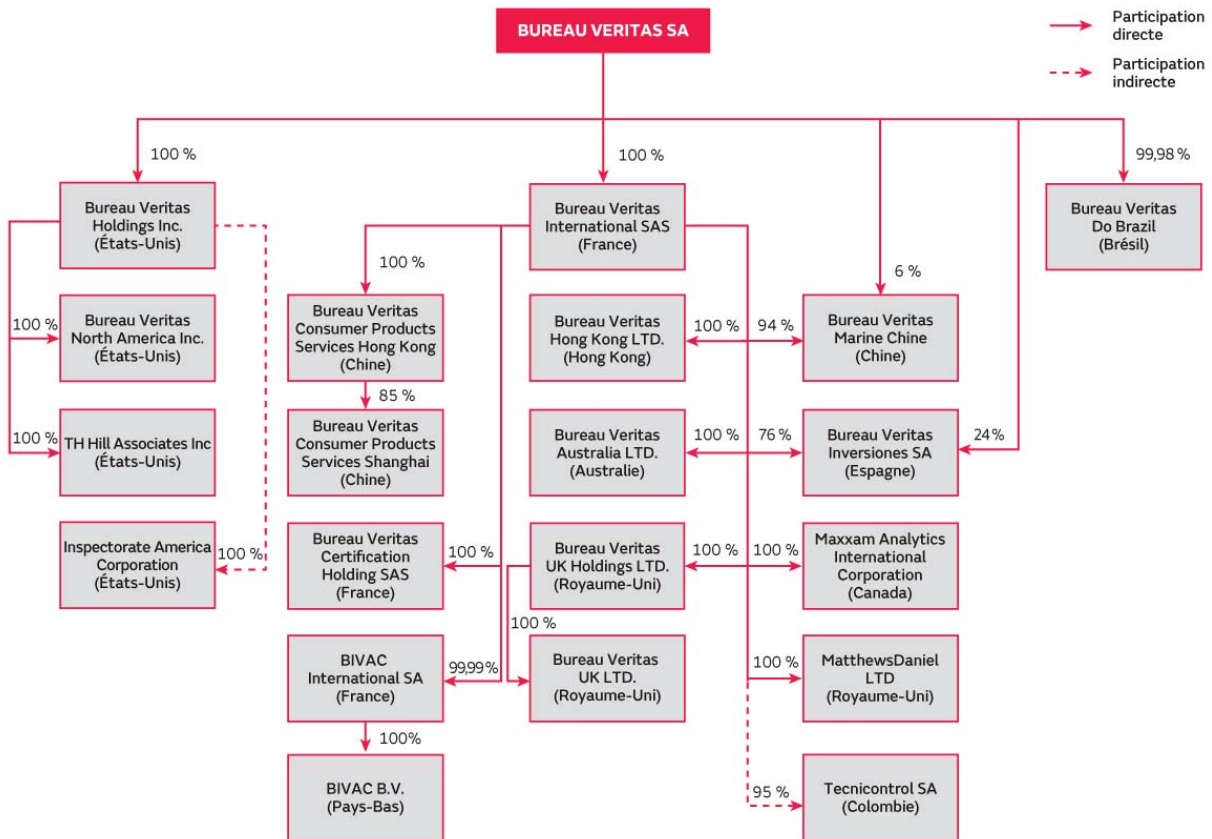 BUREAU VERITAS SA
Participation
directe
Participation
indirecte
100 %
100 %
99,98 %
Bureau Veritas
Holdings Inc.
(États-Unis)
Bureau Veritas
International SAS
(France)
Bureau Veritas
Do Brazil
(Brésil)
100 %
6 %
100 %
Bureau Veritas
North America Inc.
(États-Unis)
Bureau Veritas
Consumer Products
Services Hong Kong
(Chine)
Bureau Veritas
Hong Kong LTD.
(Hong Kong)
100 %
94 %
Bureau Veritas
Marine Chine
(Chine)
85 %
100 %
TH Hill Associates Inc
(États-Unis)
Bureau Veritas
Consumer Products
Services Shanghai
(Chine)
Bureau Veritas
Australia LTD.
(Australie)
100 %
76 %
Bureau Veritas
Inversiones SA
(Espagne)
24 %
Inspectorate America
Corporation
(États-Unis)
100 %
Bureau Veritas
Certification
Holding SAS
(France)
100 %
Bureau Veritas
UK Holdings LTD.
(Royaume-Uni)
100 %
100 %
Maxxam Analytics
International
Corporation
(Canada)
100 %
BIVAC
International SA
(France)
99,99 %
Bureau Veritas
UK LTD.
(Royaume-Uni)
100 %
MatthewsDaniel
LTD
(Royaume-Uni)
100%
BIVAC B.V.
(Pays-Bas)
95 %
Tecnicontrol SA
(Colombie)